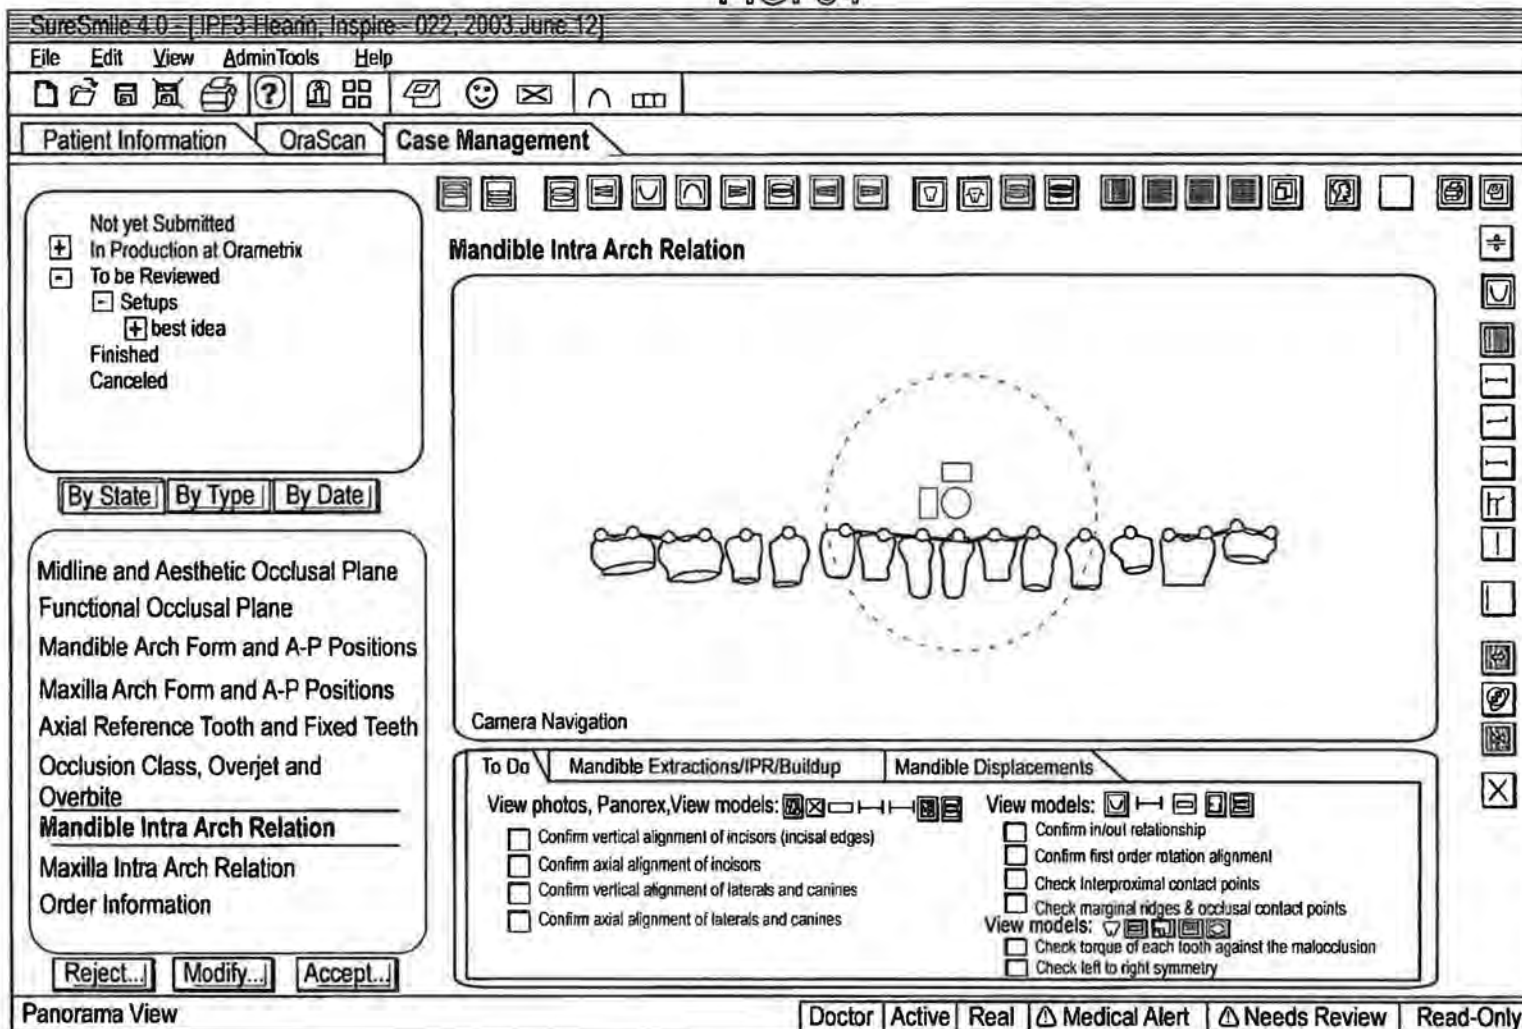 SureSmile 4.0 - [ IPF3-Hearin, Inspire - 022, 2003 June 12]
File Edit View AdminTools Help
Patient Information OraScan Case Management
Not yet Submitted
In Production at Orametrix
To be Reviewed
Setups
best idea
Finished
Canceled
By State By Type By Date
Midline and Aesthetic Occlusal Plane
Functional Occlusal Plane
Mandible Arch Form and A-P Positions
Maxilla Arch Form and A-P Positions
Axial Reference Tooth and Fixed Teeth
Occlusion Class, Overjet and
Overbite
Mandible Intra Arch Relation
Maxilla Intra Arch Relation
Order Information
Reject... Modify... Accept...
Mandible Intra Arch Relation
Camera Navigation
To Do Mandible Extractions/IPR/Buildup Mandible Displacements
View photos, Panorex,View models:
Confirm vertical alignment of incisors (incisal edges)
Confirm axial alignment of incisors
Confirm vertical alignment of laterals and canines
Confirm axial alignment of laterals and canines
View models:
Confirm in/out relationship
Confirm first order rotation alignment
Check Interproximal contact points
Check marginal ridges & occlusal contact points
View models:
Check torque of each tooth against the malocclusion
Check left to right symmetry
Panorama View Doctor Active Real Medical Alert Needs Review Read-Only